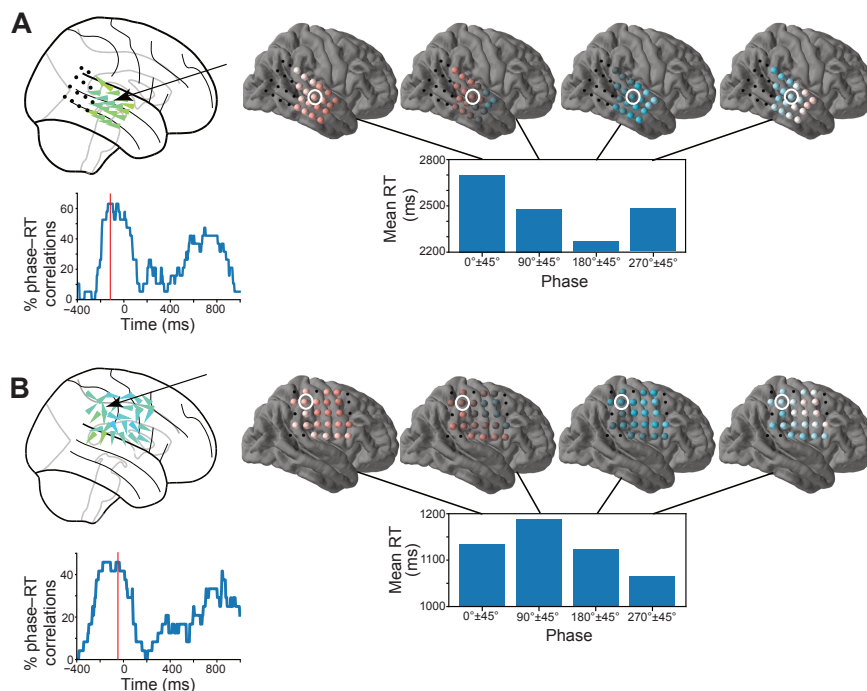 A
% phase–RT
correlations
60
40
20
0
−400
0
400
800
Time (ms)
Mean RT
(ms)
2800
2500
2200
0°±45°
90°±45°
180°±45°
270°±45°
Phase
B
% phase–RT
correlations
40
20
0
−400
0
400
800
Time (ms)
Mean RT
(ms)
1200
1100
1000
0°±45°
90°±45°
180°±45°
270°±45°
Phase